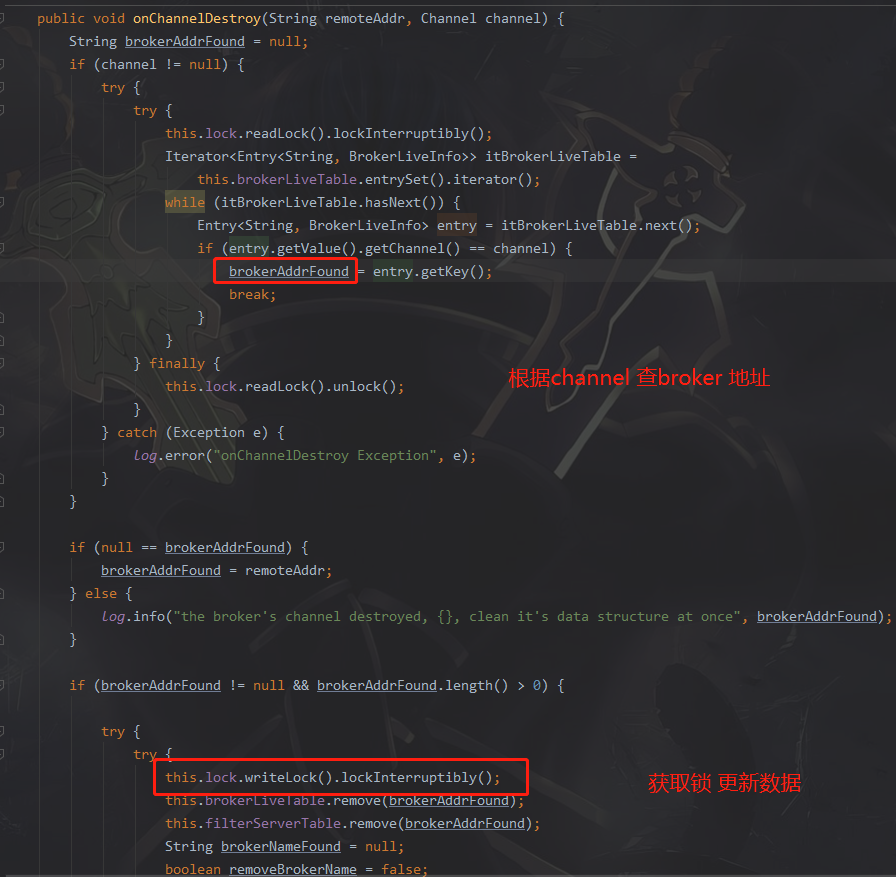 public void onChannelDestroy(String remoteAddr, Channel channel) {
String brokerAddrFound = null;
if (channel != null) {
try {
try {
this.lock.readLock().lockInterruptibly();
Iterator<Entry<String, BrokerLiveInfo>> itBrokerLiveTable =
this.brokerLiveTable.entrySet().iterator();
while (itBrokerLiveTable.hasNext()) {
Entry<String, BrokerLiveInfo> entry = itBrokerLiveTable.next();
if (entry.getValue().getChannel() == channel) {
brokerAddrFound = entry.getKey();
break;
}
}
} finally {
根据channel 查broker 地址
this.lock.readLock().unlock();
}
} catch (Exception e) {
log.error("onChannelDestroy Exception", e);
}
}
if (null == brokerAddrFound) {
brokerAddrFound = remoteAddr;
} else {
log.info("the broker's channel destroyed, {}, clean it's data structure at once", brokerAddrFound);
}
if (brokerAddrFound != null && brokerAddrFound.length() > 0) {
try {
try {
this.lock.writeLock().lockInterruptibly();
获取锁 更新数据
this.brokerLiveTable.remove(brokerAddrFound);
this.filterServerTable.remove(brokerAddrFound);
String brokerNameFound = null;
boolean removeBrokerName = false;